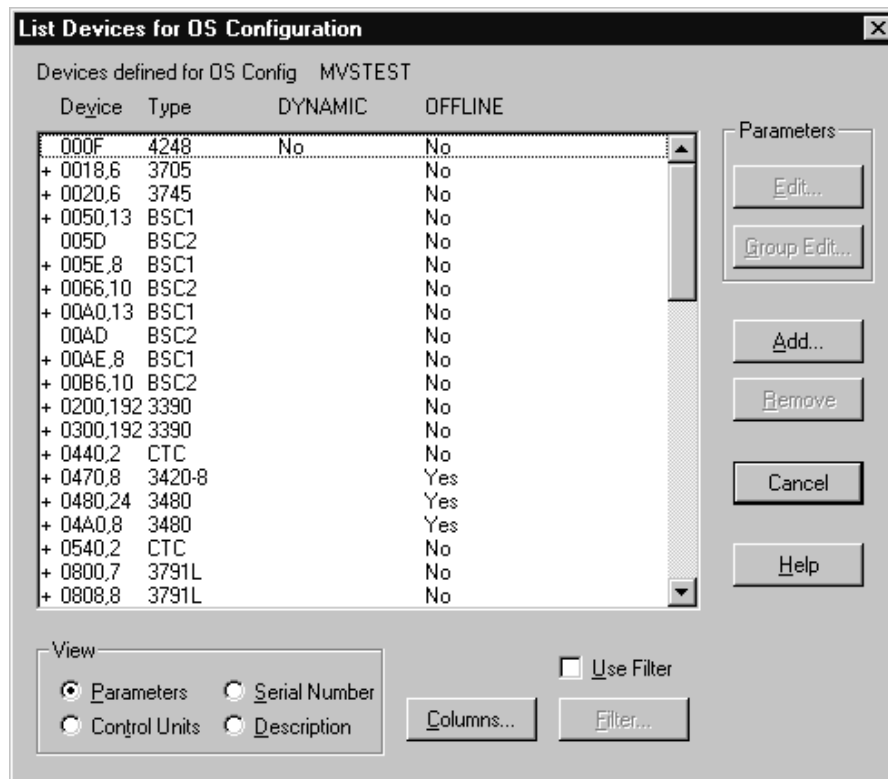 List Devices for OS Configuration
Devices defined for OS Config MVSTEST
Device Type DYNAMIC OFFLINE
000F 4248 No No
+ 0018,6 3705 No
+ 0020,6 3745 No
+ 0050,13 BSC1 No
005D BSC2 No
+ 005E,8 BSC1 No
+ 0066,10 BSC2 No
+ 00A0,13 BSC1 No
00AD BSC2 No
+ 00AE,8 BSC1 No
+ 00B6,10 BSC2 No
+ 0200,192 3390 No
+ 0300,192 3390 No
+ 0440,2 CTC No
+ 0470,8 3420-8 Yes
+ 0480,24 3480 Yes
+ 04A0,8 3480 Yes
+ 0540,2 CTC No
+ 0800,7 3791L No
+ 0808,8 3791L No
Parameters
Edit...
Group Edit...
Add...
Remove
Cancel
Help
View
Parameters Serial Number
Control Units Description
Columns...
Use Filter
Filter...